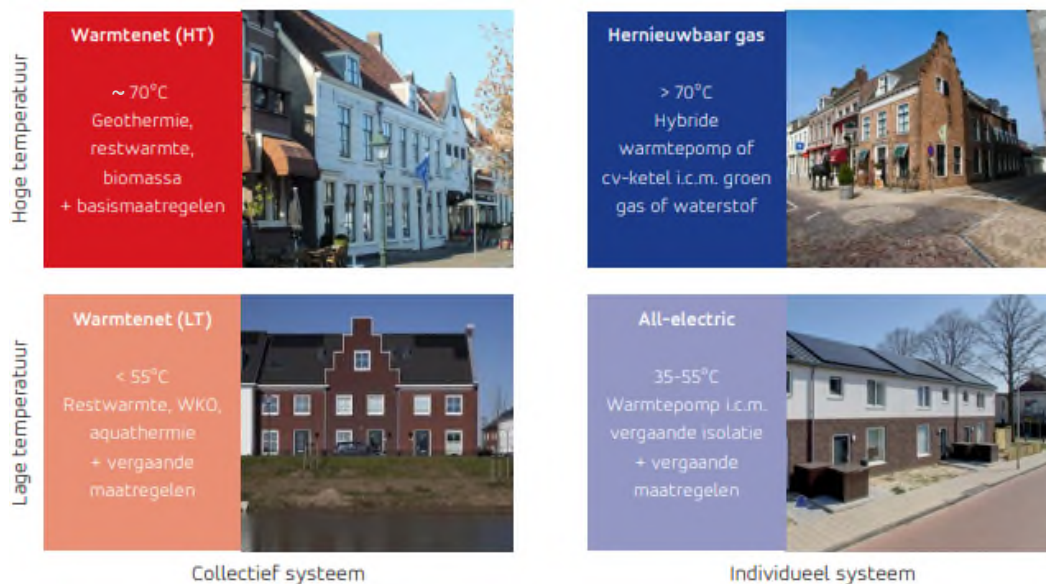 Hoge temperatuur
Warmtenet (HT)
~ 70°C
Geothermie,
restwarmte,
biomassa
+ basismaatregelen
Hernieuwbaar gas
> 70°C
Hybride
warmtepomp of
cv-ketel i.c.m. groen
gas of waterstof
Lage temperatuur
Warmtenet (LT)
< 55°C
Restwarmte, WKO,
aquathermie
+ vergaande
maatregelen
All-electric
35-55°C
Warmtepomp i.c.m.
vergaande isolatie
+ vergaande
maatregelen
Collectief systeem
Individueel systeem